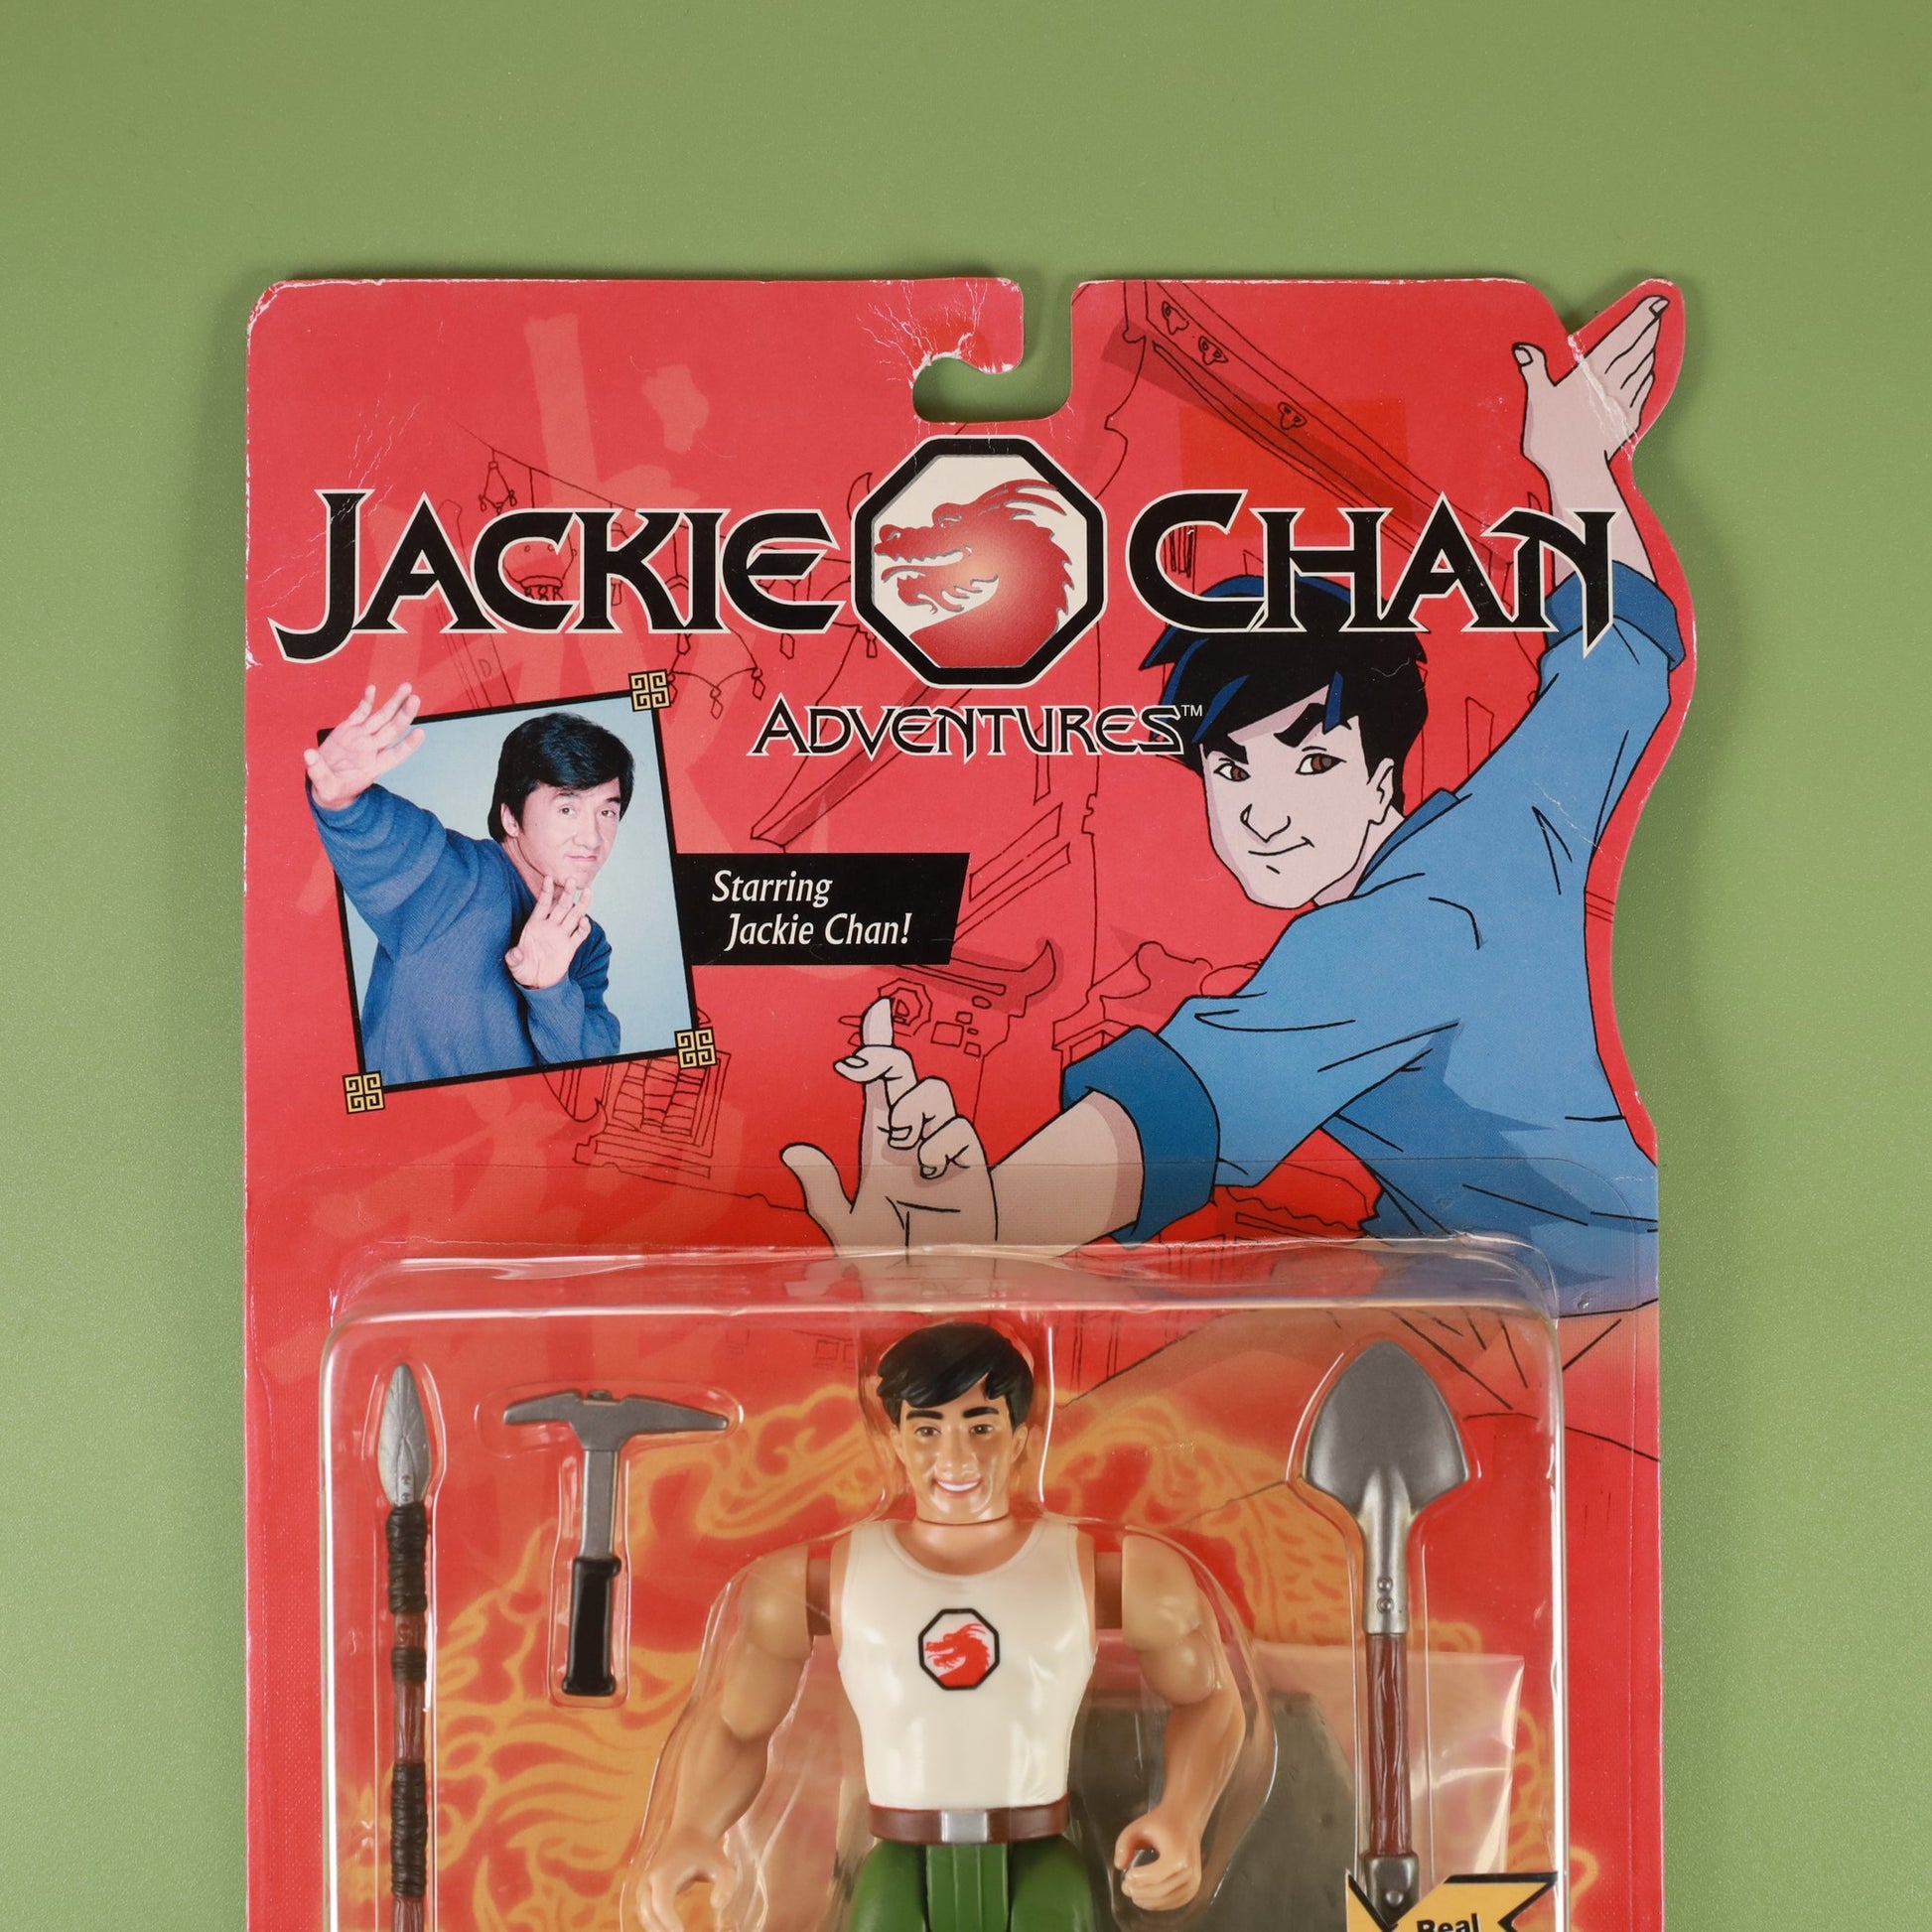 JACKIE CHAN
ADVENTURES™
Starring
Jackie Chan!
Real